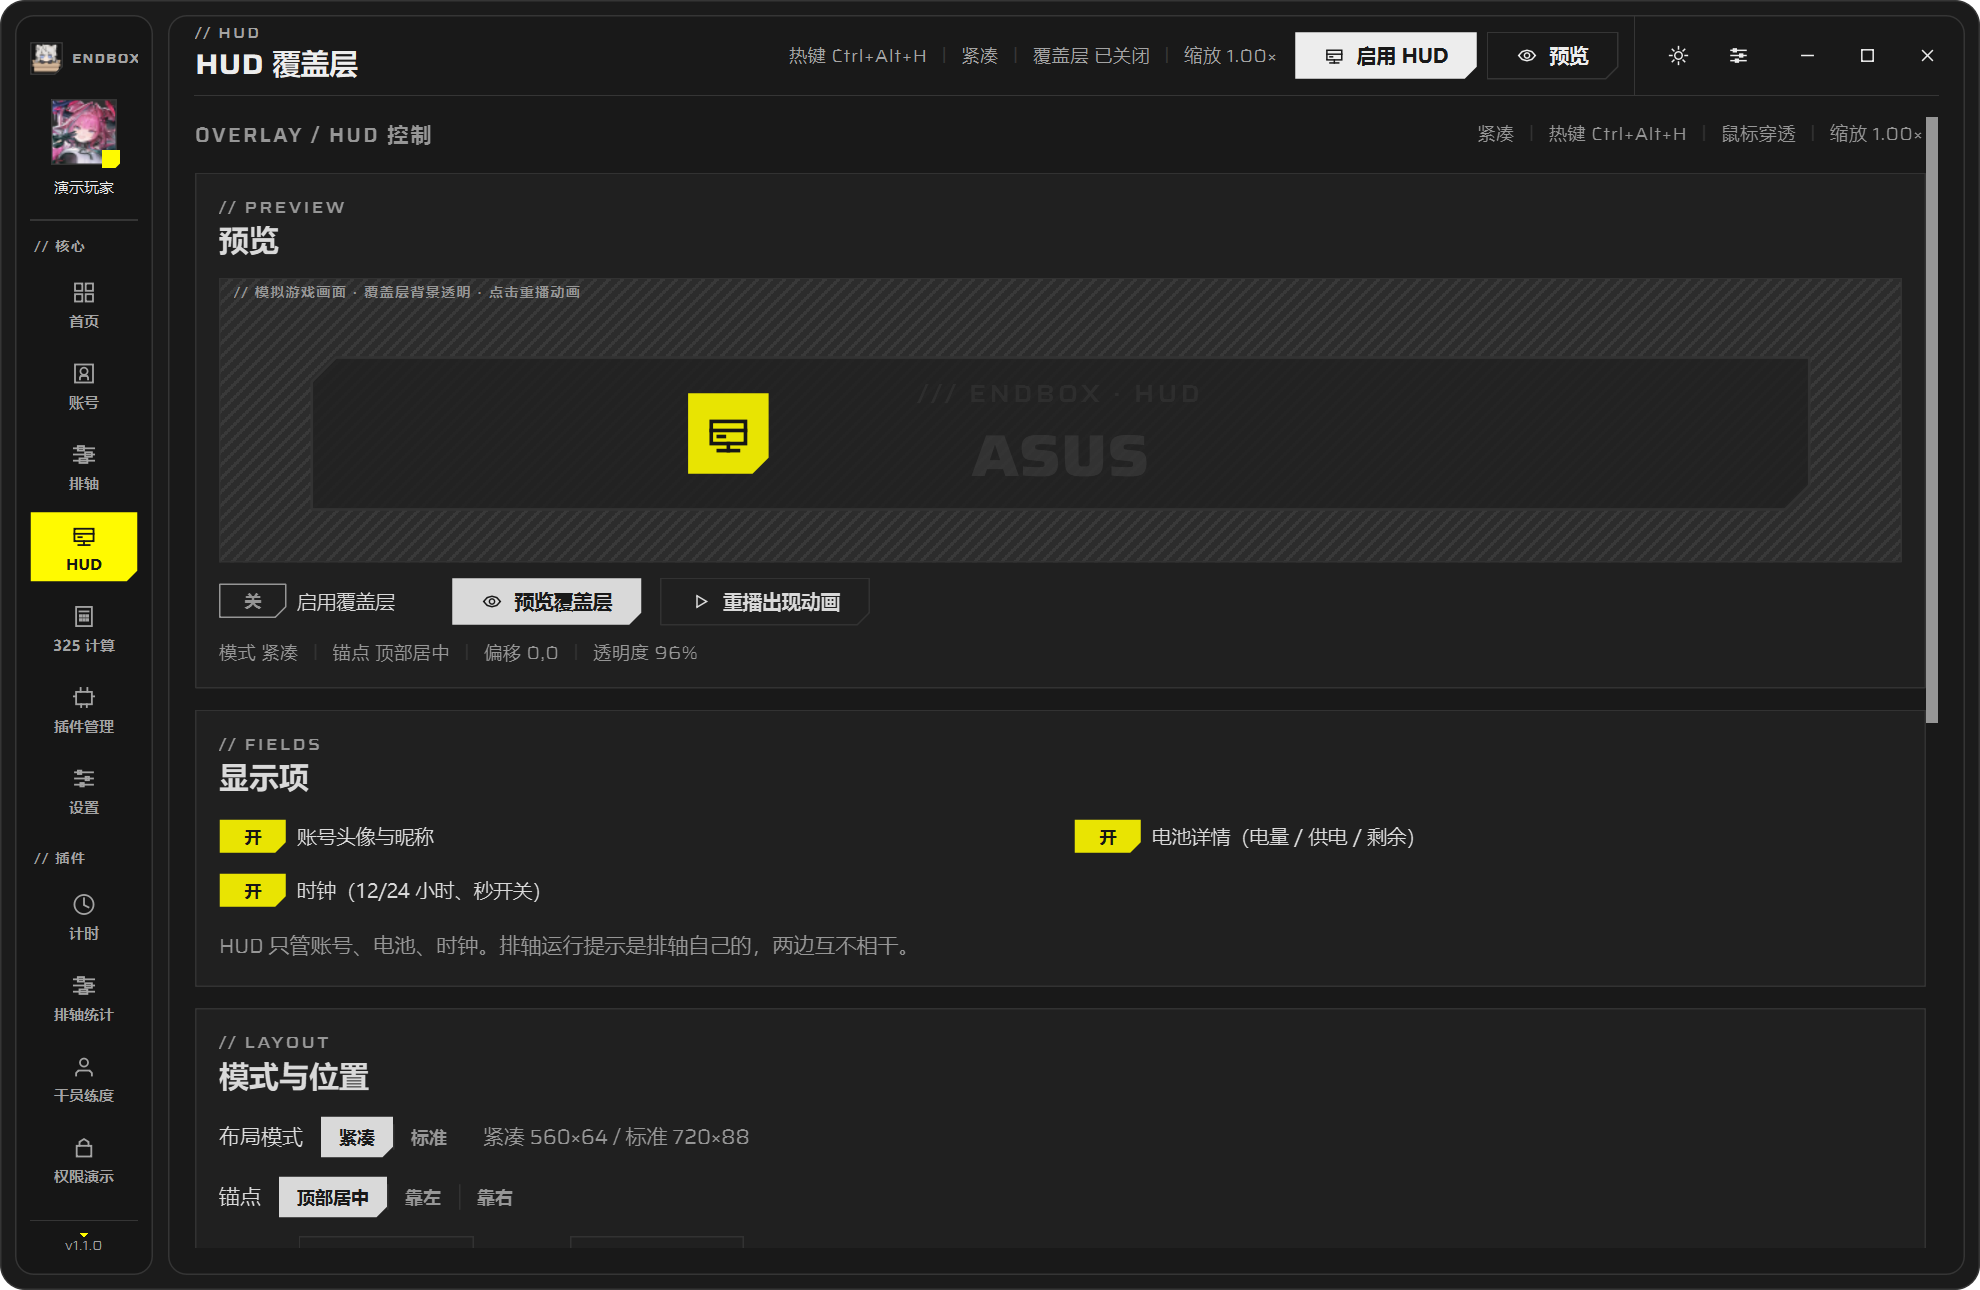 ENDBOX
演示玩家
// 核心
首页
账号
排轴
HUD
325 计算
插件管理
设置
// 插件
计时
排轴统计
干员练度
权限演示
v1.1.0
// HUD
HUD 覆盖层
热键 Ctrl+Alt+H
紧凑
覆盖层 已关闭
缩放 1.00×
启用 HUD
预览
OVERLAY / HUD 控制
紧凑
热键 Ctrl+Alt+H
鼠标穿透
缩放 1.00×
// PREVIEW
预览
// 模拟游戏画面 · 覆盖层背景透明 · 点击重播动画
/// ENDBOX · HUD
ASUS
关 启用覆盖层
预览覆盖层
重播出现动画
模式 紧凑
锚点 顶部居中
偏移 0,0
透明度 96%
// FIELDS
显示项
开 账号头像与昵称
开 电池详情（电量 / 供电 / 剩余）
开 时钟（12/24 小时、秒开关）
HUD 只管账号、电池、时钟。排轴运行提示是排轴自己的，两边互不相干。
// LAYOUT
模式与位置
布局模式 紧凑 标准 紧凑 560×64 / 标准 720×88
锚点 顶部居中 靠左 靠右